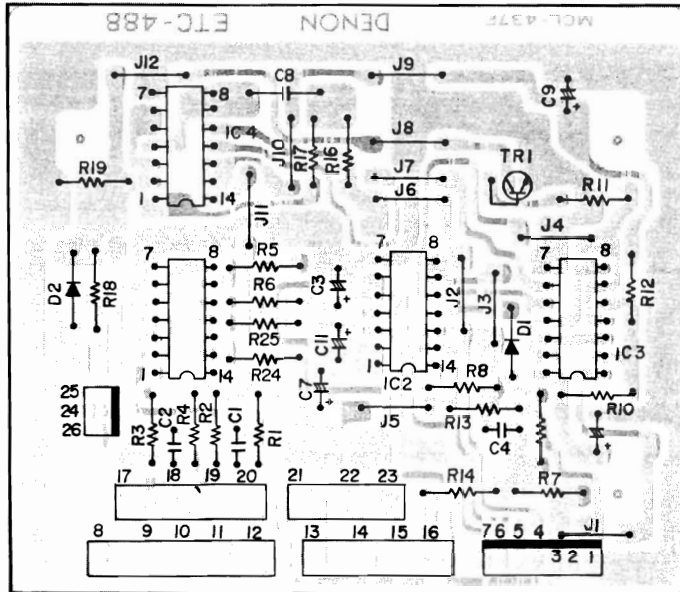 ETC-488 DENON MCL-437F
J12 C8 J9 C9
7 8
IC4 J10 R17 R16 J8
R19 J7 TR1
J6 R11
1 14 J11 J4
7 8 R5 7 8 7 8
D2 R18 R6 C3 J2 J3 R12
R25 C11 D1
R24 1 14 IC3
1 14 C7 IC2 R8
25 R10
24 J5 R13
26 R3 C2 R4 R2 C1 R1 C4
17 18 19 20 21 22 23 R14 R7
8 9 10 11 12 13 14 15 16 7 6 5 4 J1
3 2 1